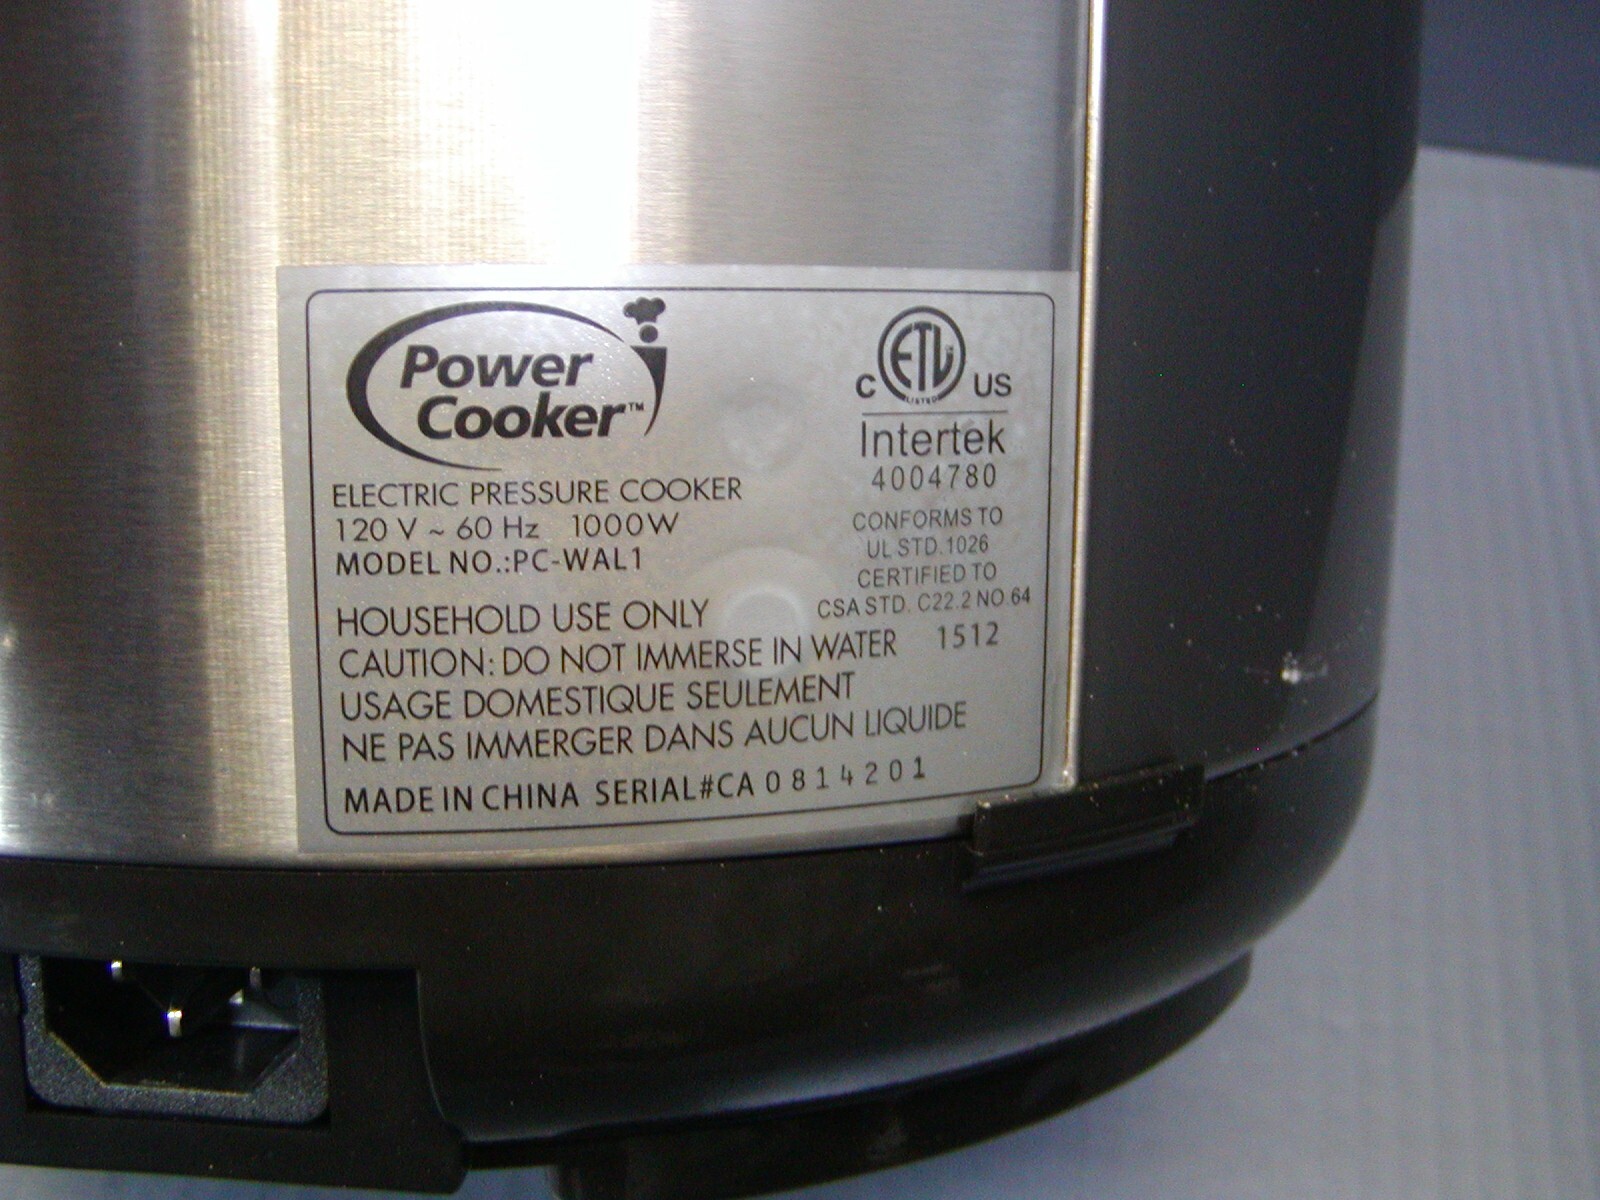 Power
Cooker™
ELECTRIC PRESSURE COOKER
120 V ~ 60 Hz 1000W
MODEL NO.:PC-WAL1
HOUSEHOLD USE ONLY
CAUTION: DO NOT IMMERSE IN WATER
USAGE DOMESTIQUE SEULEMENT
NE PAS IMMERGER DANS AUCUN LIQUIDE
MADE IN CHINA SERIAL#CA 0814201
C ETL US
LISTED
Intertek
4004780
CONFORMS TO
UL STD.1026
CERTIFIED TO
CSA STD. C22.2 NO.64
1512